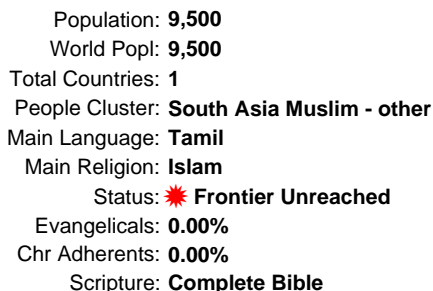 Population: 9,500
World Popl: 9,500
Total Countries: 1
People Cluster: South Asia Muslim - other
Main Language: Tamil
Main Religion: Islam
Status: Frontier Unreached
Evangelicals: 0.00%
Chr Adherents: 0.00%
Scripture: Complete Bible